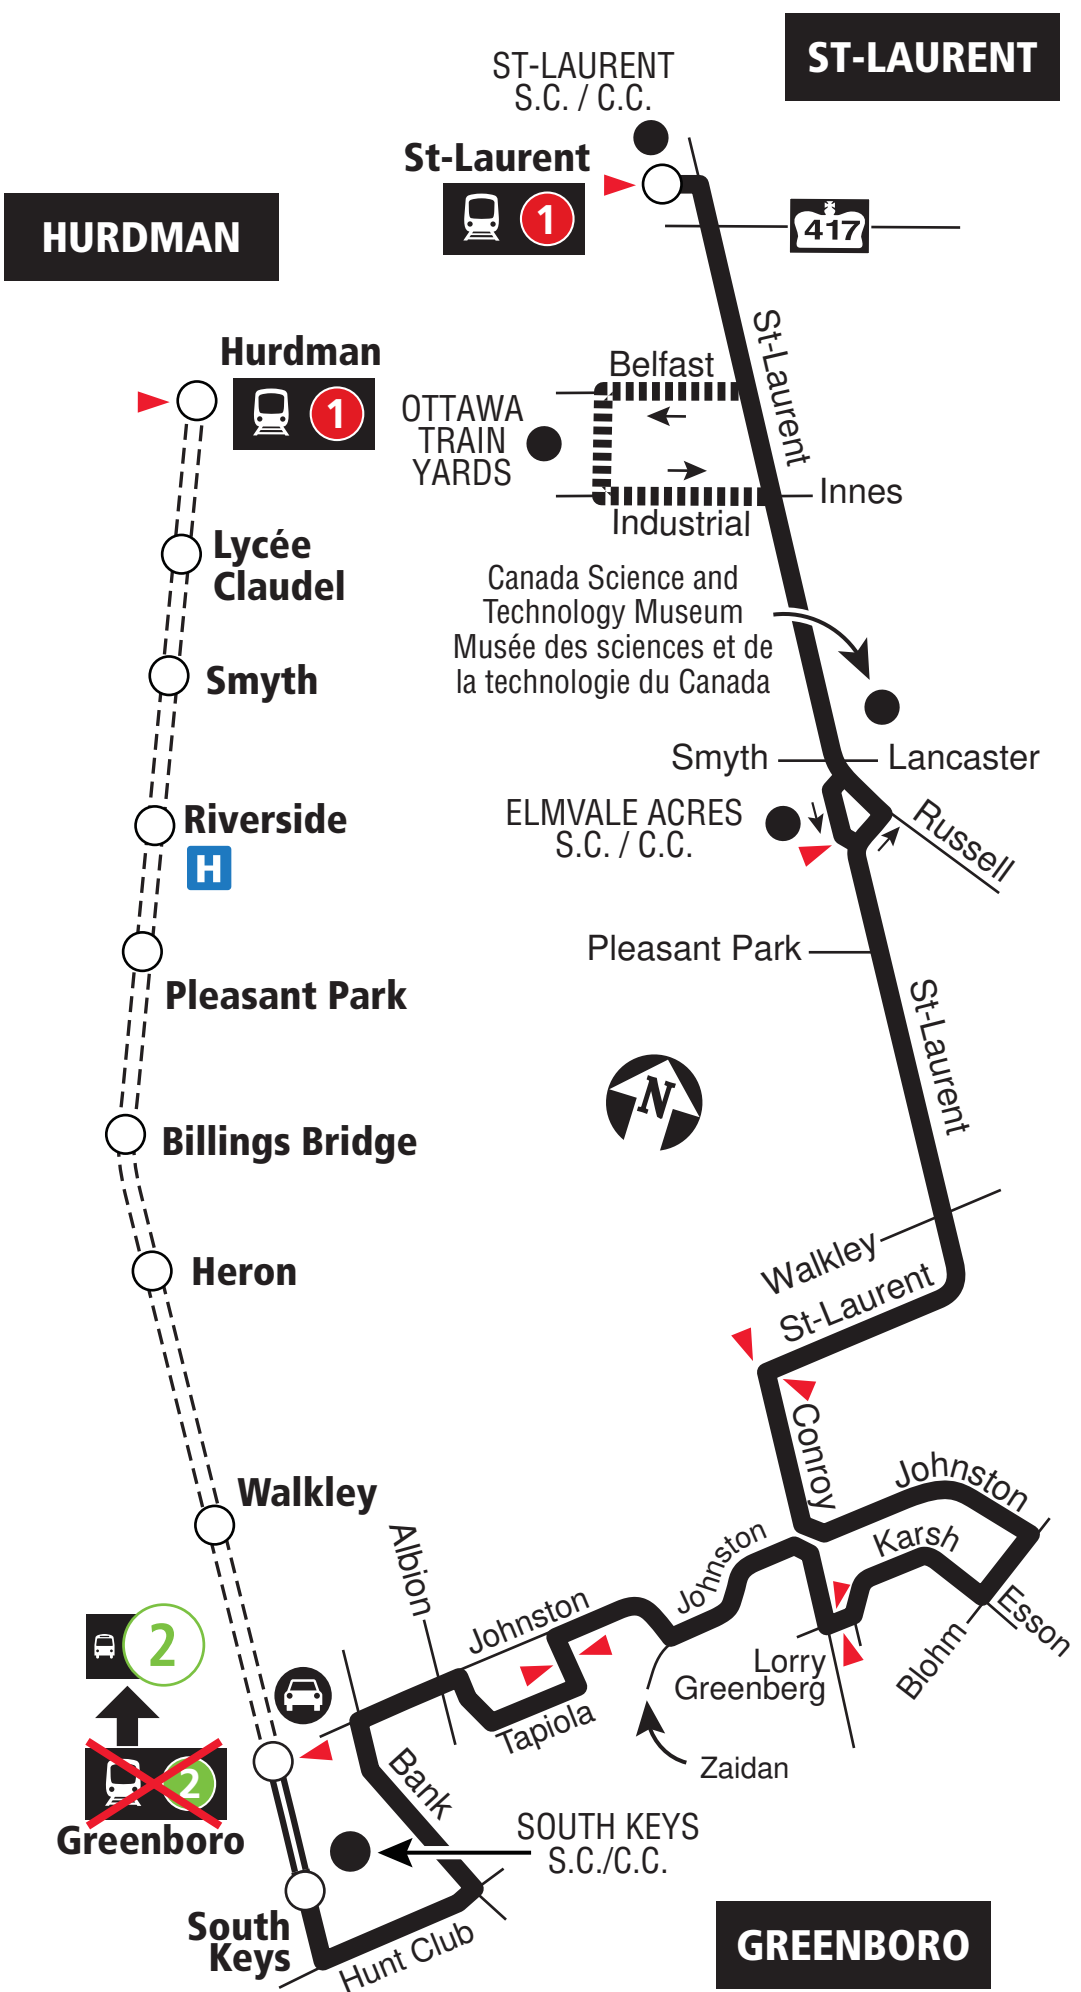 ST-LAURENT
ST-LAURENT
S.C. / C.C.
St-Laurent
1
417
HURDMAN
St-Laurent
Hurdman
1
Belfast
OTTAWA
TRAIN
YARDS
Innes
Industrial
Lycée
Claudel
Canada Science and
Technology Museum
Musée des sciences et de
la technologie du Canada
Smyth
Smyth
Lancaster
Riverside
H
ELMVALE ACRES
S.C. / C.C.
Russell
Pleasant Park
Pleasant Park
St-Laurent
N
Billings Bridge
Walkley
Heron
St-Laurent
Conroy
Johnston
Walkley
Albion
Johnston
Karsh
Johnston
Esson
2
Lorry
Greenberg
Blohm
Tapiola
Zaidan
2
Bank
Greenboro
SOUTH KEYS
S.C./C.C.
South
Keys
Hunt Club
GREENBORO